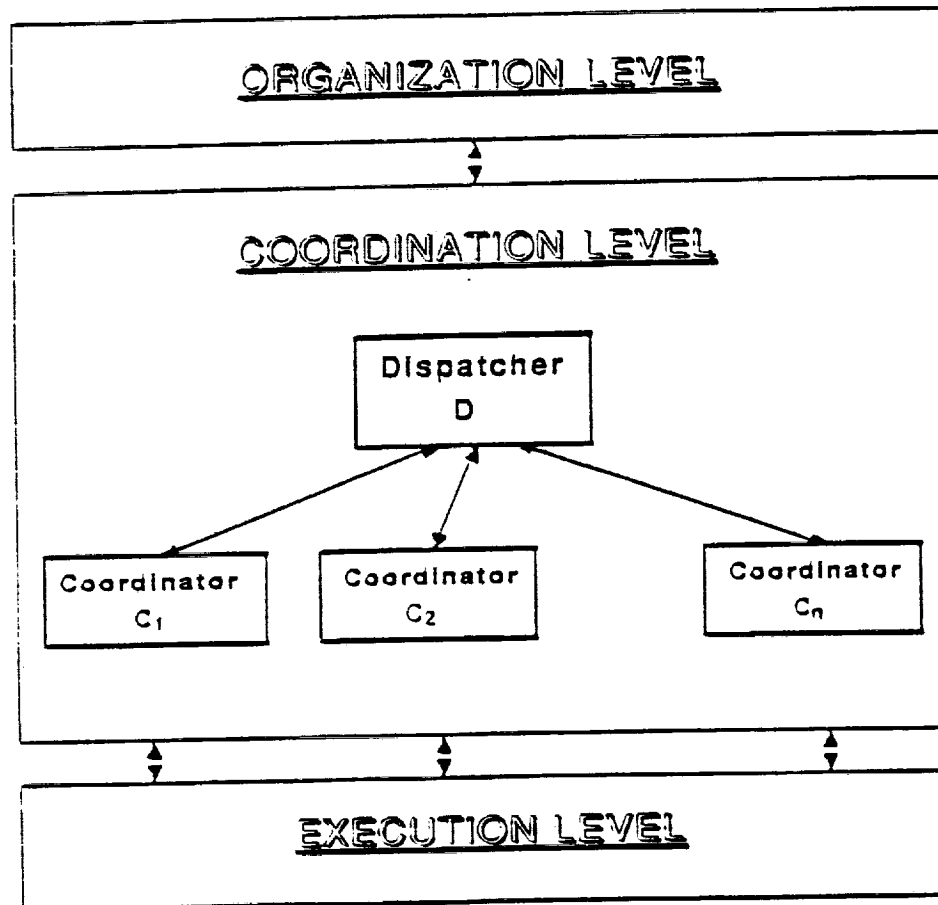 ORGANIZATION LEVEL
COORDINATION LEVEL
Dispatcher
D
Coordinator
C₁
Coordinator
C₂
Coordinator
Cₙ
EXECUTION LEVEL